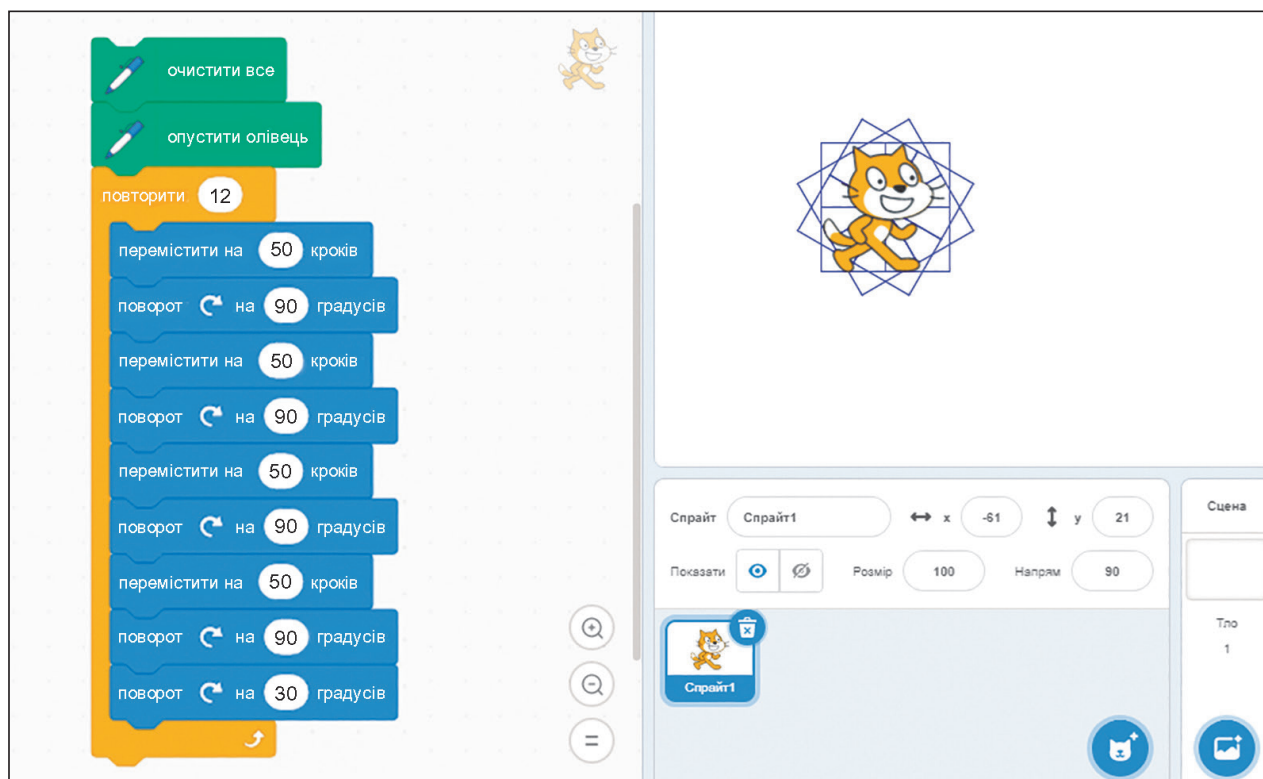 очистити все
опустити олівець
повторити 12
перемістити на 50 кроків
поворот на 90 градусів
перемістити на 50 кроків
поворот на 90 градусів
перемістити на 50 кроків
поворот на 90 градусів
перемістити на 50 кроків
поворот на 90 градусів
поворот на 30 градусів
Спрайт Спрайт1 x -61 y 21
Показати Розмір 100 Напрям 90
Спрайт1
Сцена
Тло
1